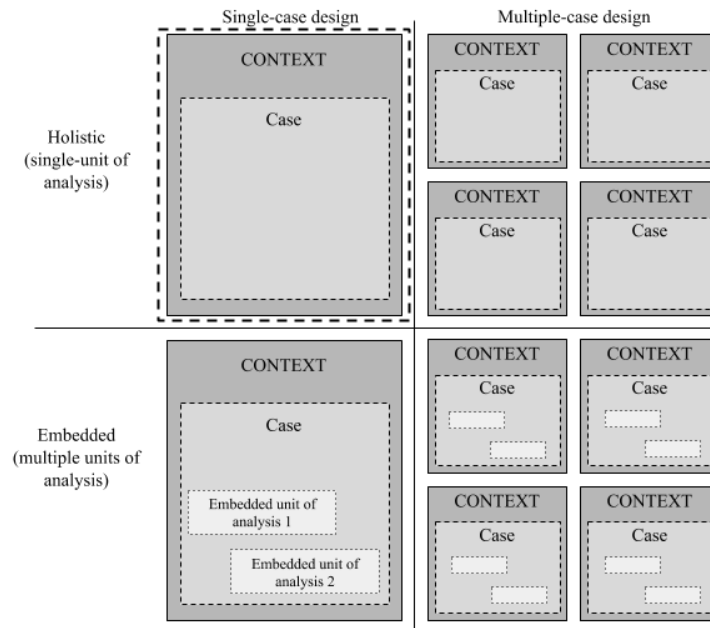 Single-case design
Multiple-case design
Holistic
(single-unit of
analysis)
CONTEXT
Case
CONTEXT
Case
CONTEXT
Case
CONTEXT
Case
CONTEXT
Case
Embedded
(multiple units of
analysis)
CONTEXT
Case
Embedded unit of
analysis 1
Embedded unit of
analysis 2
CONTEXT
Case
CONTEXT
Case
CONTEXT
Case
CONTEXT
Case